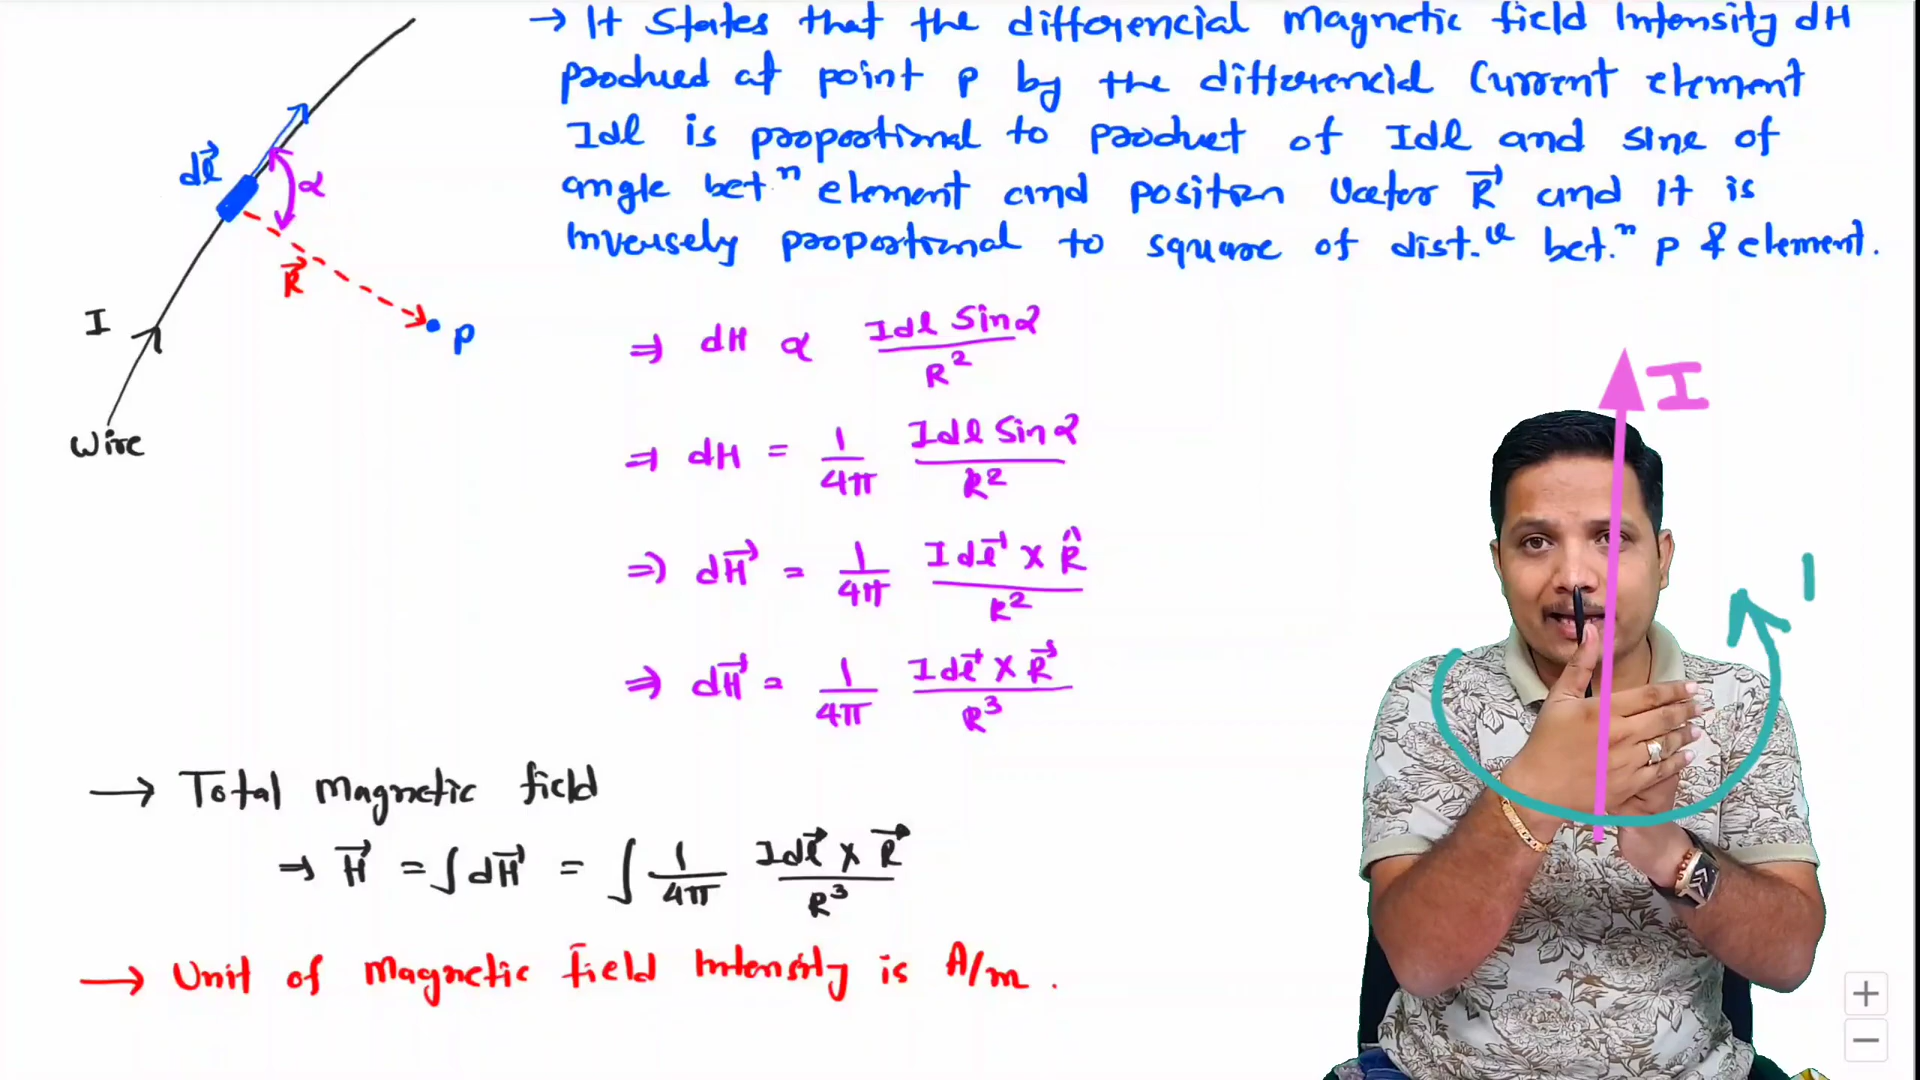 → It states that the differencial magnetic field Intensity dH
produed at point P by the differencial Current element
Idl is proportional to product of Idl and sine of
angle betⁿ element and position Vector R⃗ and It is
Inversely proportional to square of dist.ᵉ bet.ⁿ P & element.
dl⃗
α
R⃗
I
P
wire
⇒ dH α Idl Sinα / R²
⇒ dH = 1/4π Idl Sinα / R²
⇒ dH⃗ = 1/4π Idl⃗ × R̂ / R²
⇒ dH⃗ = 1/4π Idl⃗ × R⃗ / R³
I
→ Total magnetic field
⇒ H⃗ = ∫dH⃗ = ∫ 1/4π Idl⃗ × R⃗ / R³
→ Unit of magnetic field Intensity is A/m.